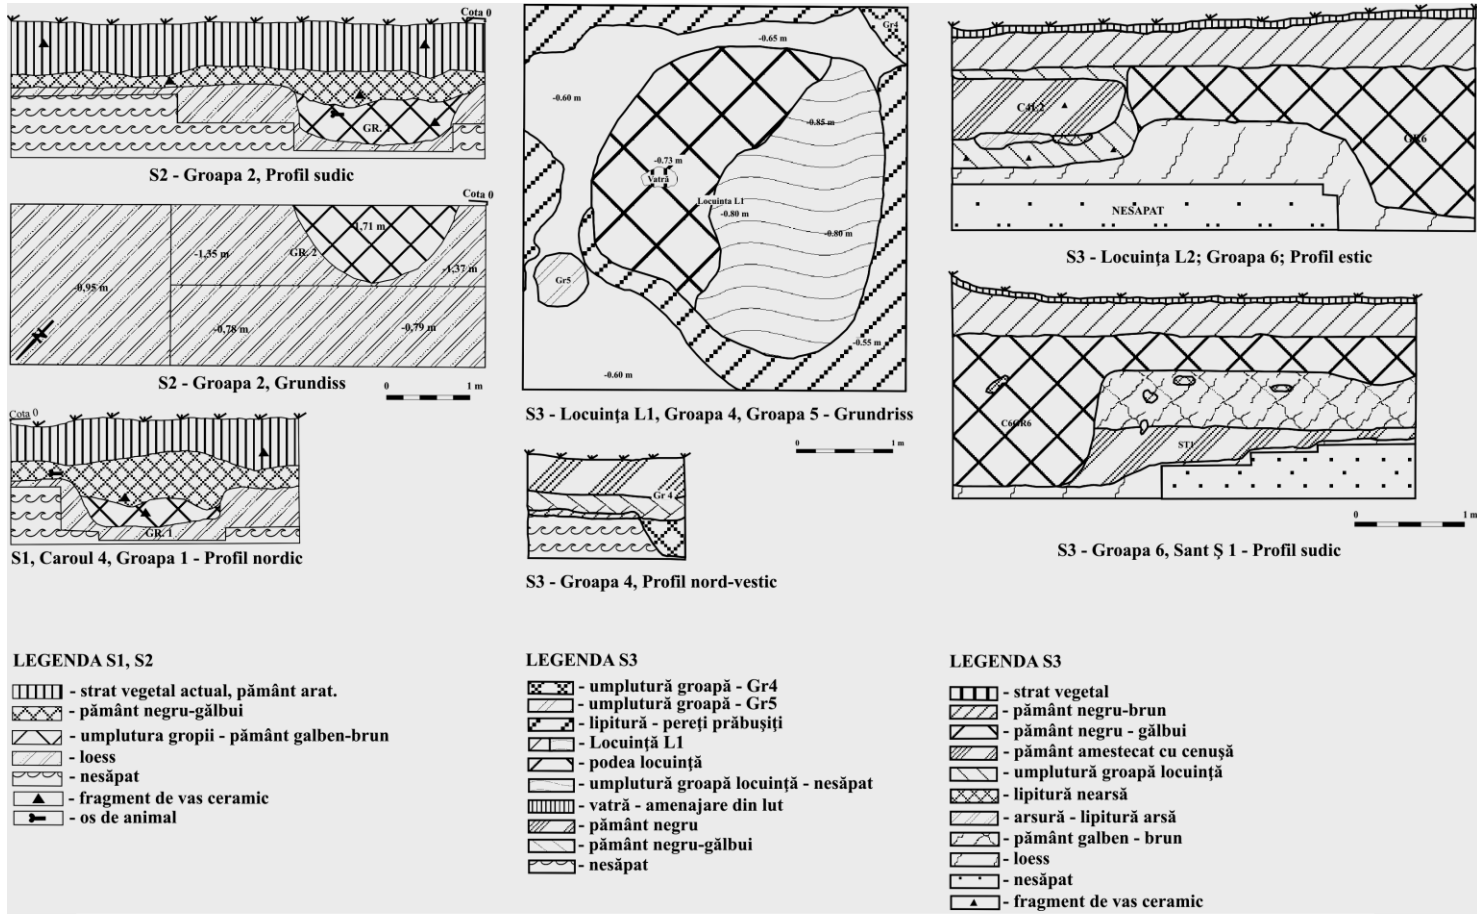 Cota 0
GR. 2
S2 - Groapa 2, Profil sudic
Cota 0
-1,71 m
-1,35 m
GR. 2
-1,37 m
-0,95 m
-0,78 m
-0,79 m
S2 - Groapa 2, Grundiss
0 1 m
Cota 0
GR. 1
S1, Caroul 4, Groapa 1 - Profil nordic
Gr4
-0.65 m
-0.60 m
-0.85 m
-0.73 m
Vatră
Locuinta L1
-0.80 m
-0.80 m
Gr5
-0.55 m
-0.60 m
S3 - Locuința L1, Groapa 4, Groapa 5 - Grundriss
0 1 m
Gr 4
S3 - Groapa 4, Profil nord-vestic
GR6
NESAPAT
S3 - Locuința L2; Groapa 6; Profil estic
C6GR6
ST1
0 1 m
S3 - Groapa 6, Sant Ş 1 - Profil sudic
LEGENDA S1, S2
- strat vegetal actual, pământ arat.
- pământ negru-gălbui
- umplutura gropii - pământ galben-brun
- loess
- nesăpat
- fragment de vas ceramic
- os de animal
LEGENDA S3
- umplutură groapă - Gr4
- umplutură groapă - Gr5
- lipitură - pereți prăbușiți
- Locuință L1
- podea locuință
- umplutură groapă locuință - nesăpat
- vatră - amenajare din lut
- pământ negru
- pământ negru-gălbui
- nesăpat
LEGENDA S3
- strat vegetal
- pământ negru-brun
- pământ negru - gălbui
- pământ amestecat cu cenușă
- umplutură groapă locuință
- lipitură nearsă
- arsură - lipitură arsă
- pământ galben - brun
- loess
- nesăpat
- fragment de vas ceramic